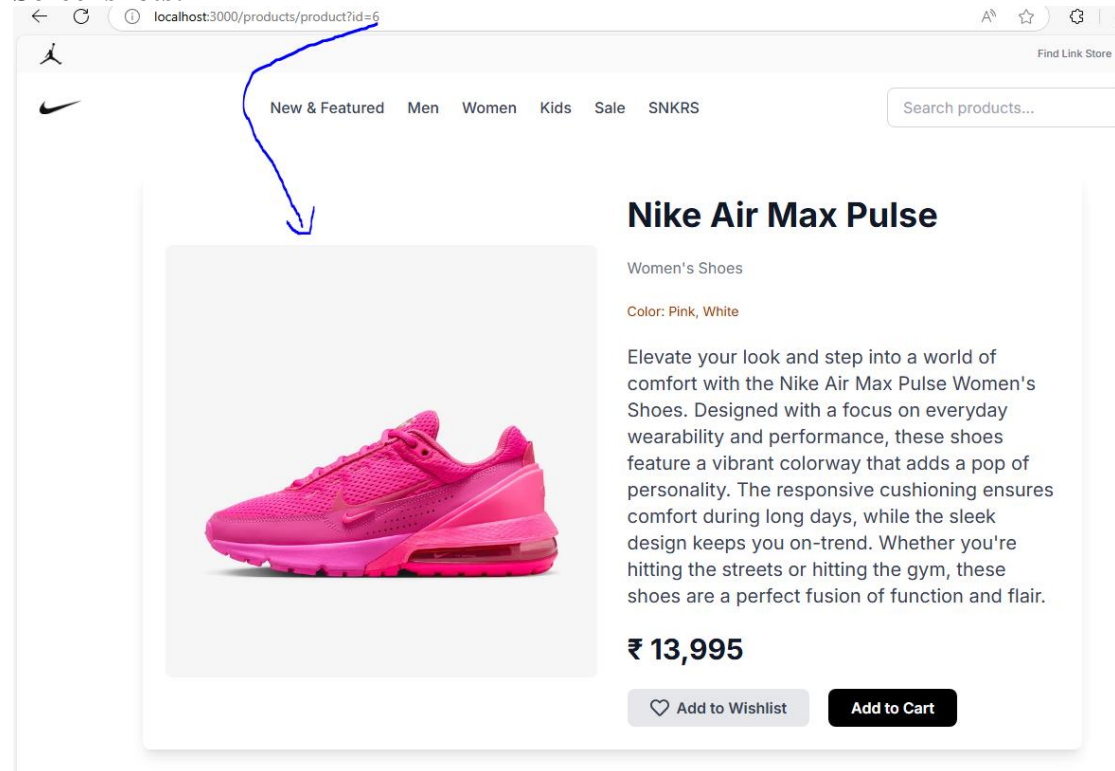 localhost:3000/products/product?id=6
Find Link Store
New & Featured Men Women Kids Sale SNKRS
Search products...
Nike Air Max Pulse
Women's Shoes
Color: Pink, White
Elevate your look and step into a world of
comfort with the Nike Air Max Pulse Women's
Shoes. Designed with a focus on everyday
wearability and performance, these shoes
feature a vibrant colorway that adds a pop of
personality. The responsive cushioning ensures
comfort during long days, while the sleek
design keeps you on-trend. Whether you're
hitting the streets or hitting the gym, these
shoes are a perfect fusion of function and flair.
₹ 13,995
Add to Wishlist Add to Cart